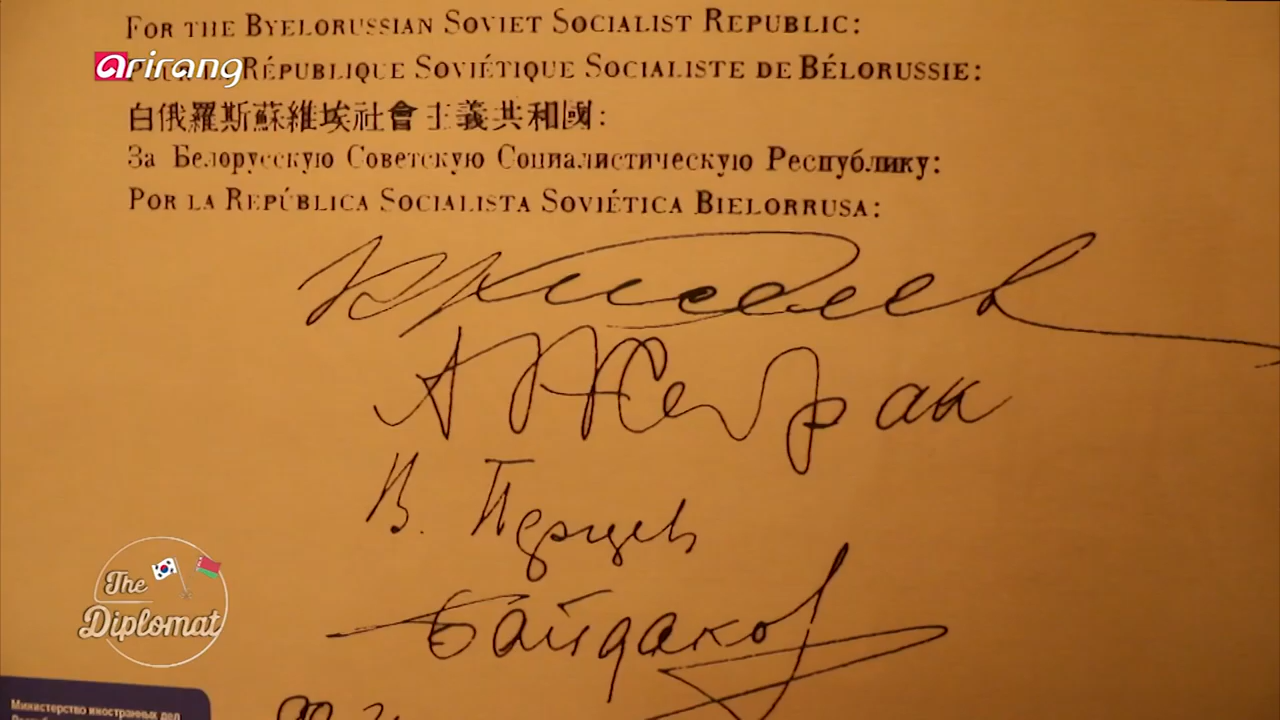 FOR THE BYELORUSSIAN SOVIET SOCIALIST REPUBLIC:
arirang
RÉPUBLIQUE SOVIÉTIQUE SOCIALISTE DE BÉLORUSSIE:
白俄羅斯蘇維埃社會主義共和國:
За Белорусскую Советскую Социалистическую Республику:
POR LA REPÚBLICA SOCIALISTA SOVIÉTICA BIELORRUSA:
Киселев
А Жебрак
В. Перцев
Байдаков
The
Diplomat
Министерство иностранных дел